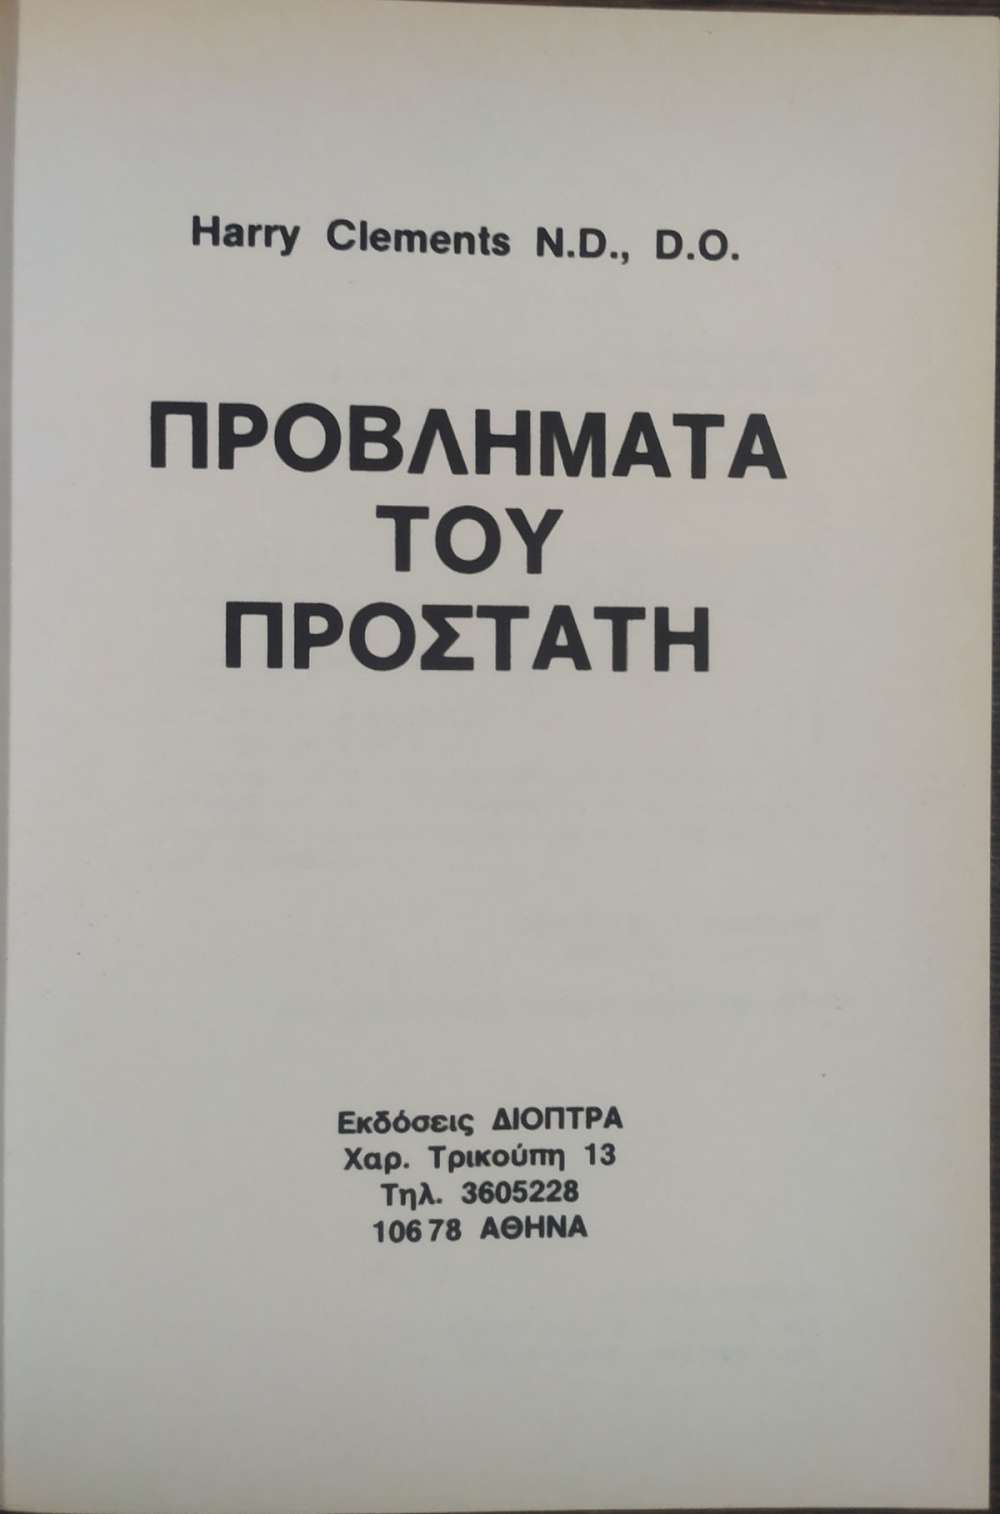 Harry Clements N.D., D.O.
ΠΡΟΒΛΗΜΑΤΑ
ΤΟΥ
ΠΡΟΣΤΑΤΗ
Εκδόσεις ΔΙΟΠΤΡΑ
Χαρ. Τρικούπη 13
Τηλ. 3605228
106 78 ΑΘΗΝΑ